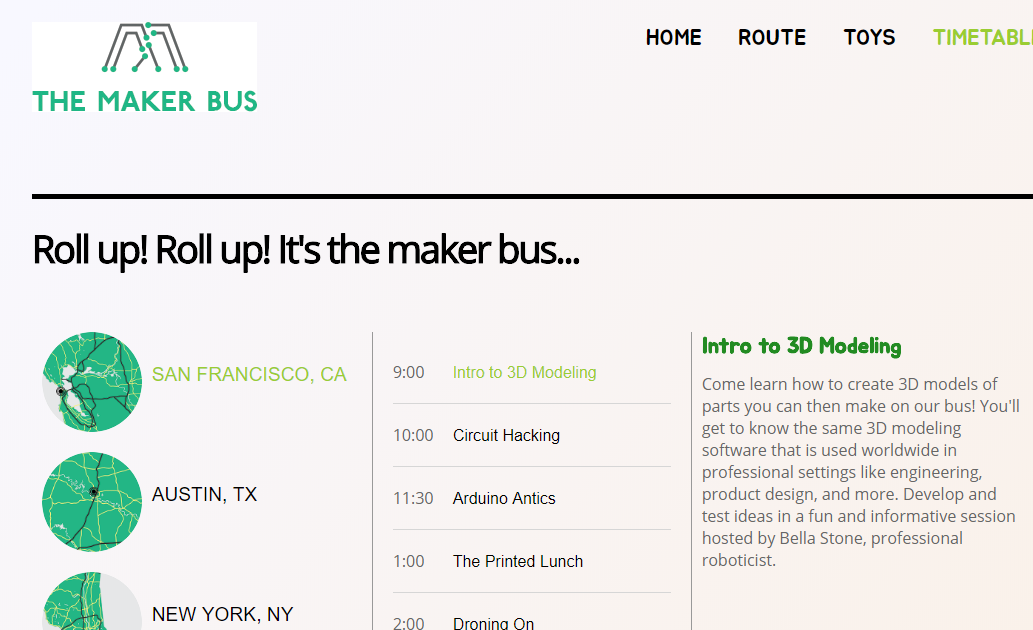 THE MAKER BUS
HOME ROUTE TOYS
Roll up! Roll up! It's the maker bus...
SAN FRANCISCO, CA
AUSTIN, TX
NEW YORK, NY
9:00 Intro to 3D Modeling
10:00 Circuit Hacking
11:30 Arduino Antics
1:00 The Printed Lunch
2:00 Droning On
Intro to 3D Modeling
Come learn how to create 3D models of
parts you can then make on our bus! You'll
get to know the same 3D modeling
software that is used worldwide in
professional settings like engineering,
product design, and more. Develop and
test ideas in a fun and informative session
hosted by Bella Stone, professional
roboticist.